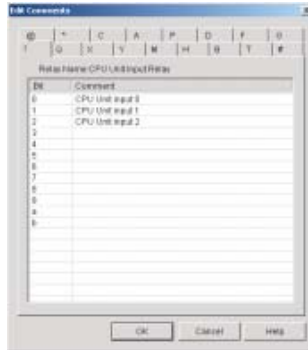 Edit Comments
@ * C A P D F
I Q X Y M H B T #
Relay Name:CPU Unit Input Relay
Bit Comment
0 CPU Unit input 0
1 CPU Unit input 1
2 CPU Unit input 2
3
4
5
6
7
8
9
a
b
OK Cancel Help